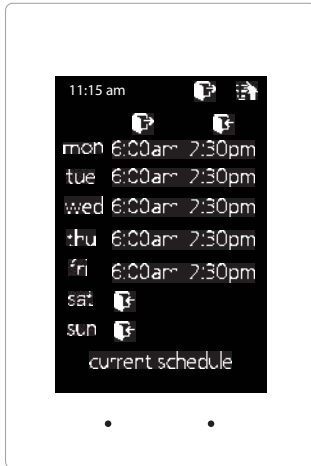 11:15 am
mon 6:00am 2:30pm
tue 6:00am 2:30pm
wed 6:00am 2:30pm
thu 6:00am 2:30pm
fri 6:00am 2:30pm
sat
sun
current schedule